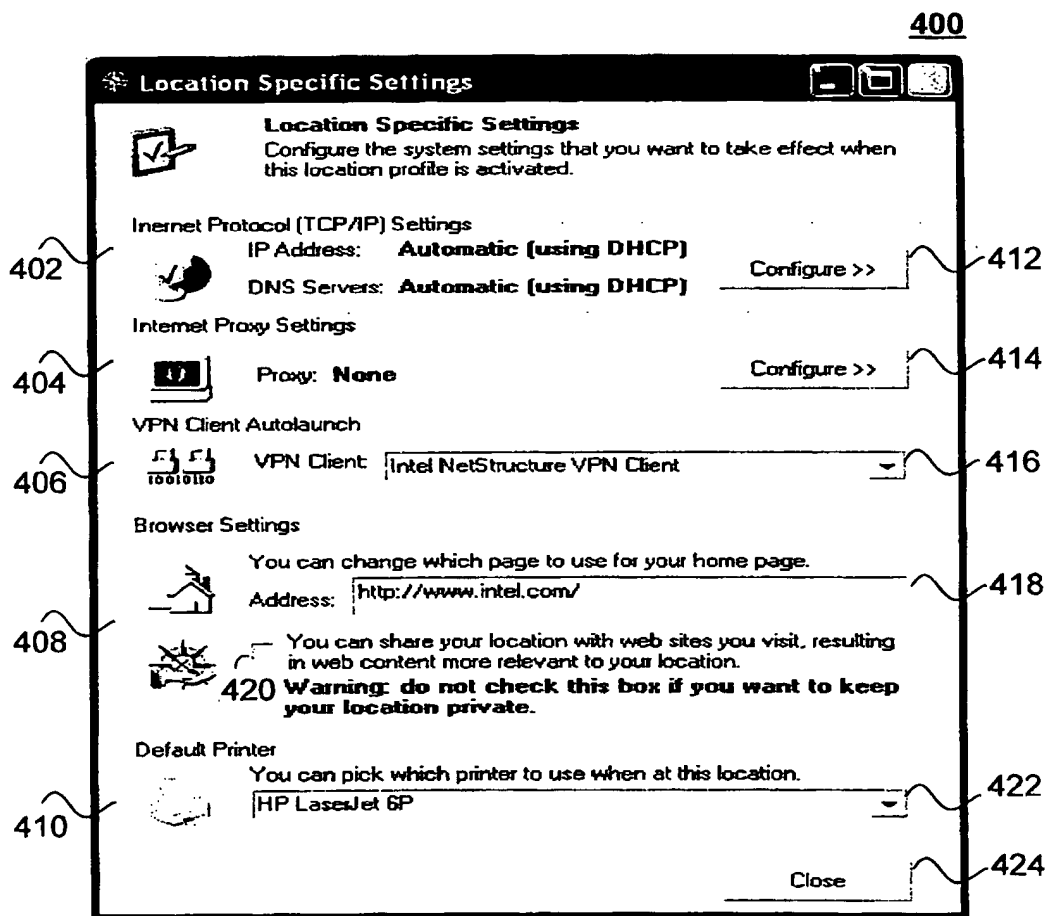 400
Location Specific Settings
Location Specific Settings
Configure the system settings that you want to take effect when
this location profile is activated.
Inernet Protocol (TCP/IP) Settings
402
IP Address: Automatic (using DHCP)
DNS Servers: Automatic (using DHCP)
Configure >>
412
Internet Proxy Settings
404
Proxy: None
Configure >>
414
VPN Client Autolaunch
406
10010110
VPN Client: Intel NetStructure VPN Client
416
Browser Settings
You can change which page to use for your home page.
Address: http://www.intel.com/
418
408
You can share your location with web sites you visit, resulting
in web content more relevant to your location.
420
Warning: do not check this box if you want to keep
your location private.
Default Printer
You can pick which printer to use when at this location.
410
HP LaserJet 6P
422
Close
424